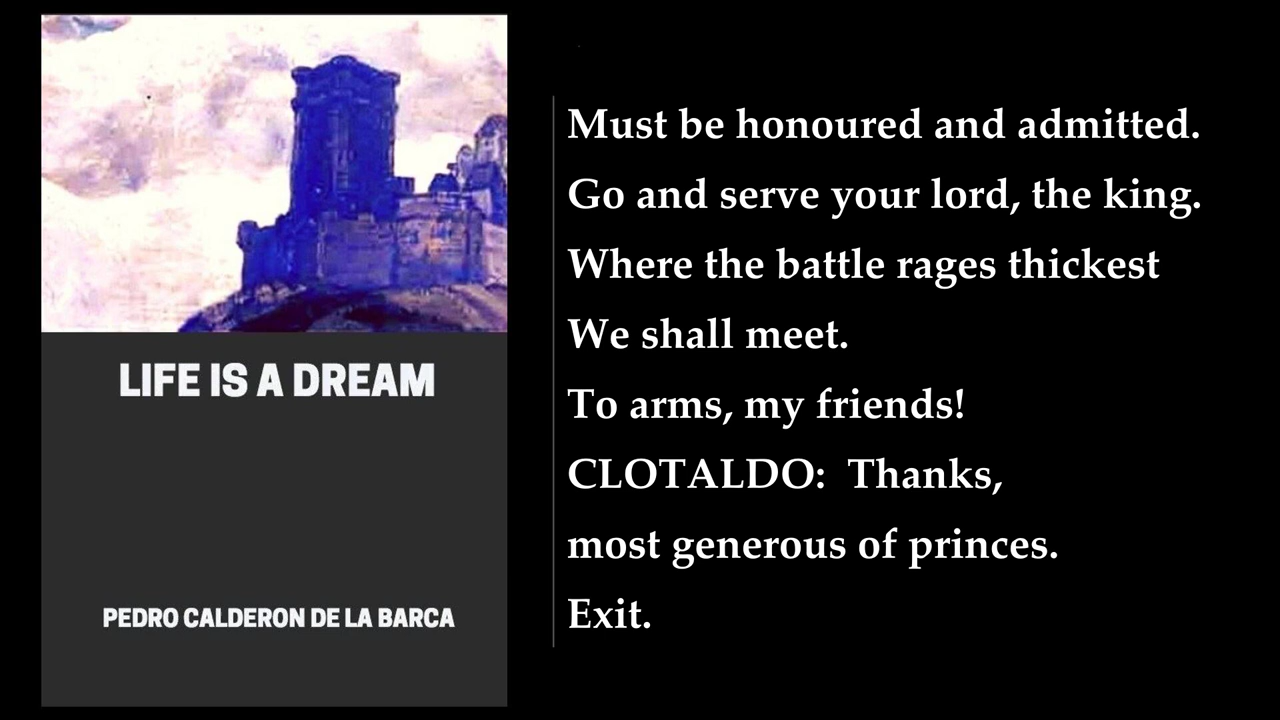 LIFE IS A DREAM
PEDRO CALDERON DE LA BARCA
Must be honoured and admitted.
Go and serve your lord, the king.
Where the battle rages thickest
We shall meet.
To arms, my friends!
CLOTALDO:  Thanks,
most generous of princes.
Exit.